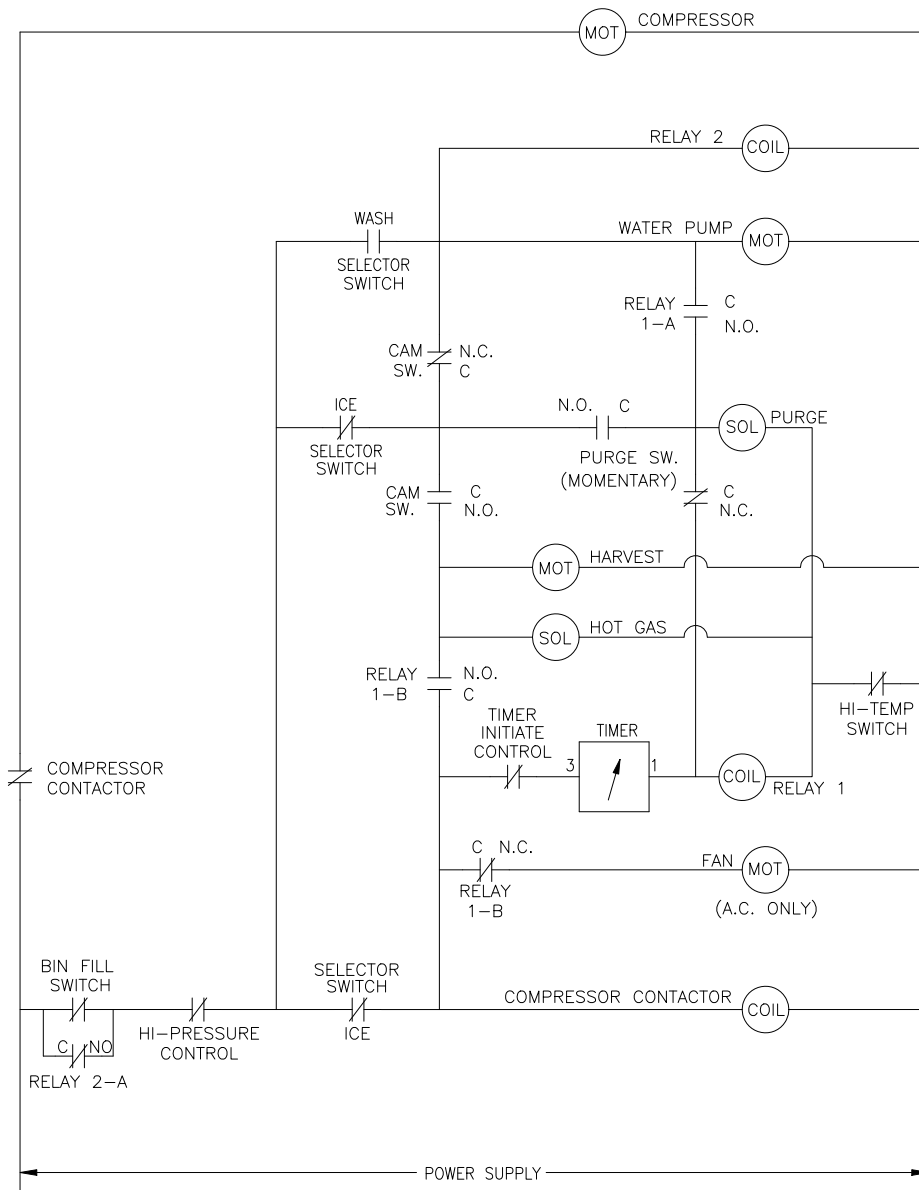 COMPRESSOR
MOT
RELAY 2
COIL
WASH
SELECTOR
SWITCH
WATER PUMP
MOT
RELAY
1-A
C
N.O.
CAM
SW.
N.C.
C
ICE
SELECTOR
SWITCH
N.O. C
PURGE SW.
(MOMENTARY)
SOL
PURGE
CAM
SW.
C
N.O.
C
N.C.
MOT
HARVEST
SOL
HOT GAS
RELAY
1-B
N.O.
C
HI-TEMP
SWITCH
TIMER
INITIATE
CONTROL
TIMER
3
1
COIL
RELAY 1
COMPRESSOR
CONTACTOR
C N.C.
RELAY
1-B
FAN
MOT
(A.C. ONLY)
BIN FILL
SWITCH
C NO
RELAY 2-A
HI-PRESSURE
CONTROL
SELECTOR
SWITCH
ICE
COMPRESSOR CONTACTOR
COIL
POWER SUPPLY